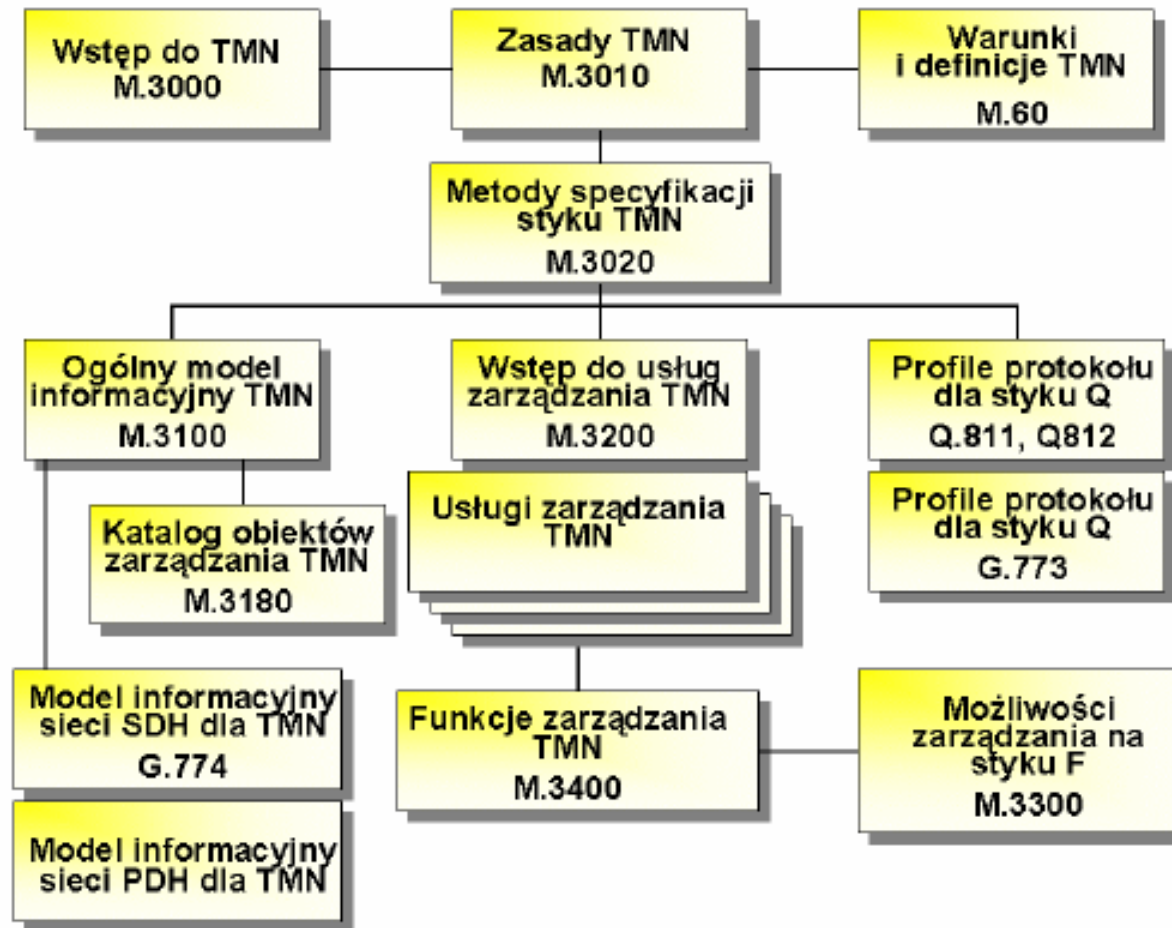 Wstęp do TMN
M.3000
Zasady TMN
M.3010
Warunki
i definicje TMN
M.60
Metody specyfikacji
styku TMN
M.3020
Ogólny model
informacyjny TMN
M.3100
Wstęp do usług
zarządzania TMN
M.3200
Profile protokołu
dla styku Q
Q.811, Q812
Katalog obiektów
zarządzania TMN
M.3180
Usługi zarządzania
TMN
Profile protokołu
dla styku Q
G.773
Model informacyjny
sieci SDH dla TMN
G.774
Funkcje zarządzania
TMN
M.3400
Możliwości
zarządzania na
styku F
M.3300
Model informacyjny
sieci PDH dla TMN